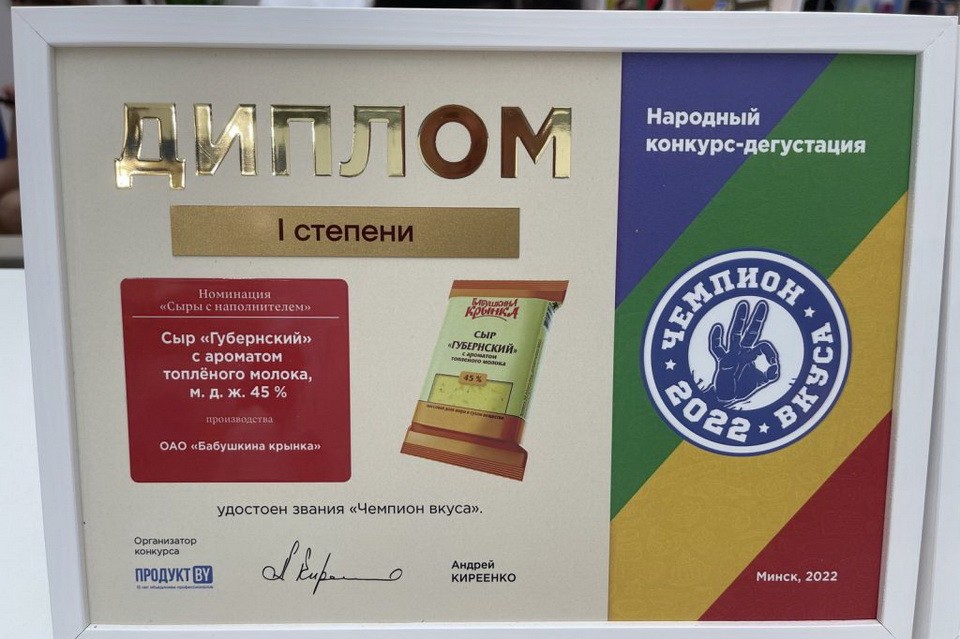 ДИПЛОМ
I степени
Номинация
«Сыры с наполнителем»
Сыр «Губернский»
с ароматом
топлёного молока,
м. д. ж. 45 %
производства
ОАО «Бабушкина крынка»
БАБУШКИНА
КРЫНКА
СЫР
«ГУБЕРНСКИЙ»
с ароматом
топлёного молока
45 %
удостоен звания «Чемпион вкуса».
Организатор
конкурса
ПРОДУКТ BY
Андрей
КИРЕЕНКО
Народный
конкурс-дегустация
ЧЕМПИОН
ВКУСА
2022
Минск, 2022